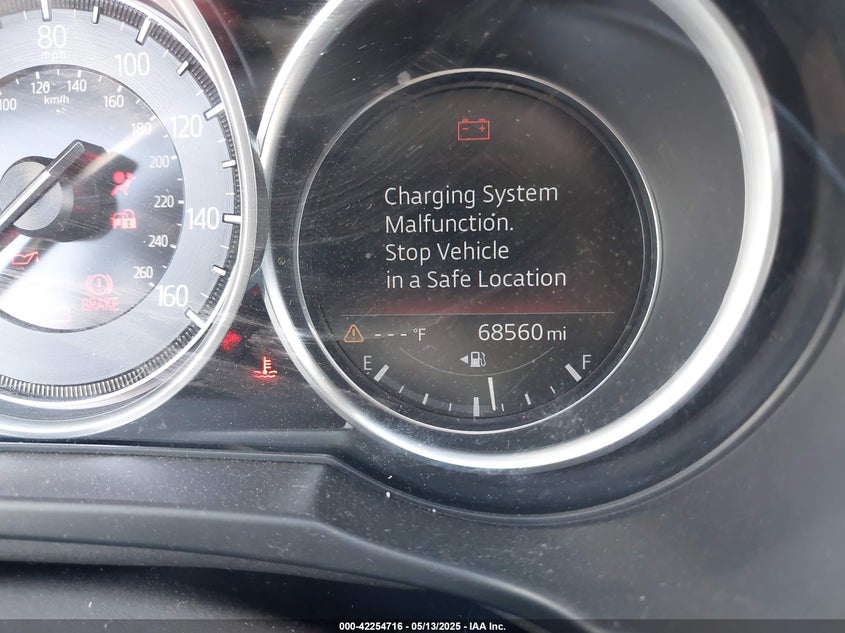 80
mph
100
120
140
160
100
120
140
km/h
160
180
200
220
240
260
BRAKE
Charging System
Malfunction.
Stop Vehicle
in a Safe Location
--- °F
68560 mi
E
F
000-42254716 - 05/13/2025 - IAA Inc.